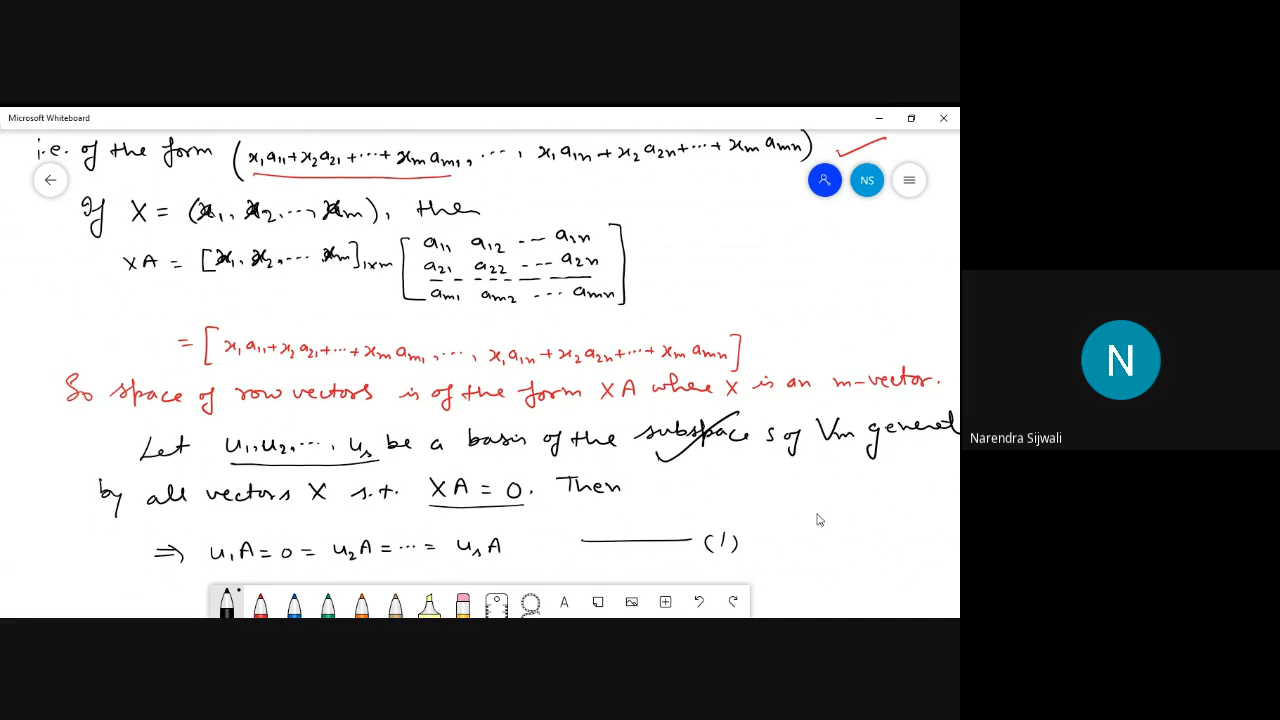 Microsoft Whiteboard
i.e. of the form (x₁a₁₁+x₂a₂₁+⋯+xₘaₘ₁, ⋯, x₁a₁ₙ+x₂a₂ₙ+⋯+xₘaₘₙ)
NS
If X = (x₁, x₂, ⋯, xₘ), then
XA = [x₁, x₂, ⋯ xₘ]₁ₓₘ [a₁₁ a₁₂ ⋯ a₁ₙ
a₂₁ a₂₂ ⋯ a₂ₙ
aₘ₁ aₘ₂ ⋯ aₘₙ]
= [x₁a₁₁+x₂a₂₁+⋯+xₘaₘ₁, ⋯, x₁a₁ₙ+x₂a₂ₙ+⋯+xₘaₘₙ]
So space of row vectors is of the form XA where X is an m-vector.
Let u₁, u₂, ⋯, uₛ be a basis of the subspace S of Vm general
by all vectors X s.t. XA = 0. Then
⇒ u₁A = 0 = u₂A = ⋯ = uₛA ——— (1)
A
N
Narendra Sijwali